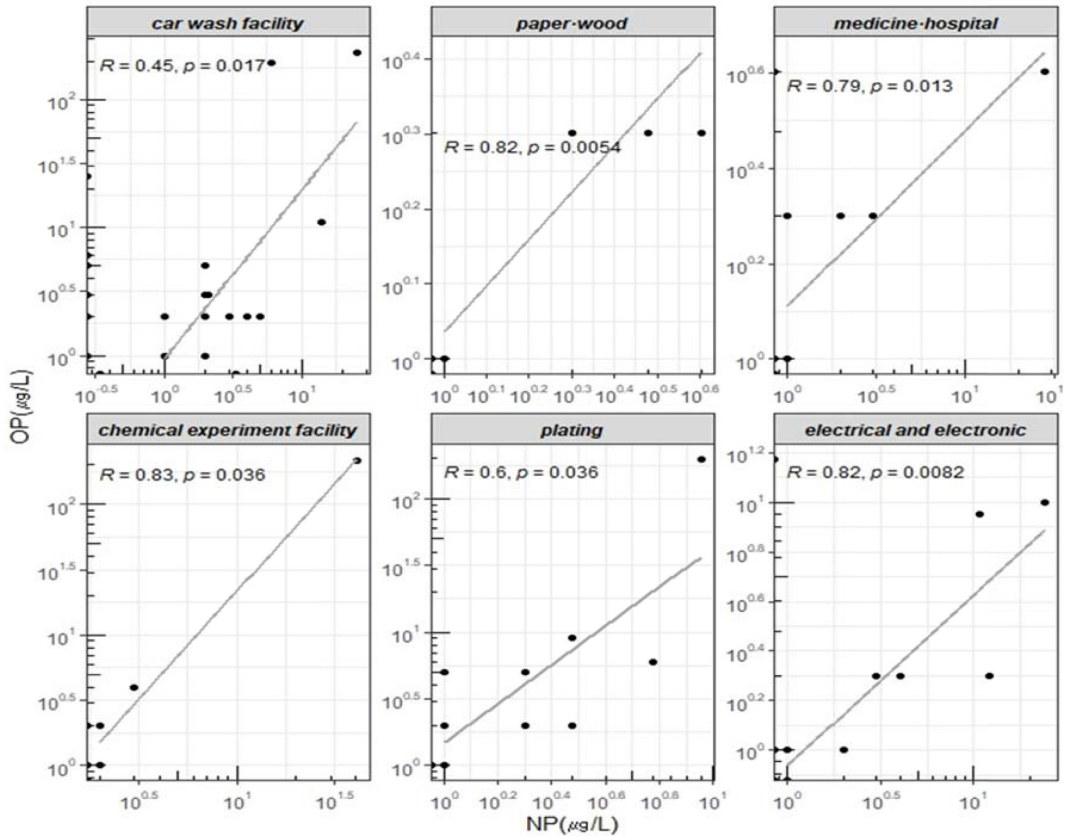 car wash facility
R = 0.45, p = 0.017
10^2
10^1.5
10^1
10^0.5
10^0
10^-0.5 10^0 10^0.5 10^1
paper·wood
R = 0.82, p = 0.0054
10^0.4
10^0.3
10^0.2
10^0.1
10^0
10^0 10^0.1 10^0.2 10^0.3 10^0.4 10^0.5 10^0.6
medicine·hospital
R = 0.79, p = 0.013
10^0.6
10^0.4
10^0.2
10^0
10^0 10^0.5 10^1
OP(µg/L)
chemical experiment facility
R = 0.83, p = 0.036
10^2
10^1.5
10^1
10^0.5
10^0
10^0.5 10^1 10^1.5
plating
R = 0.6, p = 0.036
10^2
10^1.5
10^1
10^0.5
10^0
10^0 10^0.2 10^0.4 10^0.6 10^0.8 10^1
electrical and electronic
R = 0.82, p = 0.0082
10^1.2
10^1
10^0.8
10^0.6
10^0.4
10^0.2
10^0
10^0 10^0.5 10^1
NP(µg/L)